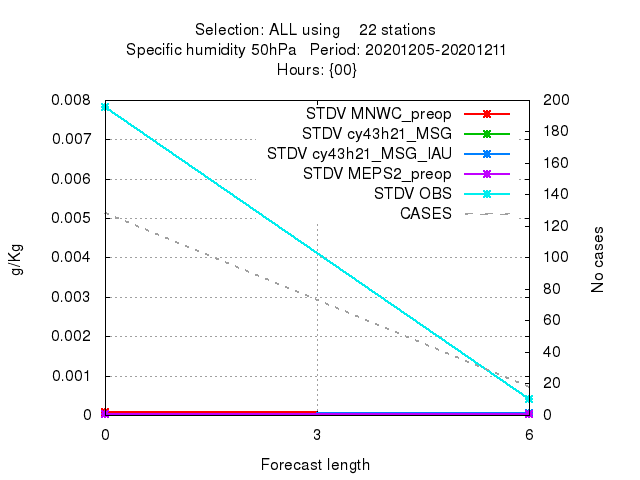 Selection: ALL using 22 stations
Specific humidity 50hPa Period: 20201205-20201211
Hours: {00}
0.008
0.007
0.006
0.005
0.004
0.003
0.002
0.001
0
200
180
160
140
120
100
80
60
40
20
0
STDV MNWC_preop
STDV cy43h21_MSG
STDV cy43h21_MSG_IAU
STDV MEPS2_preop
STDV OBS
CASES
g/Kg
No cases
0 3 6
Forecast length